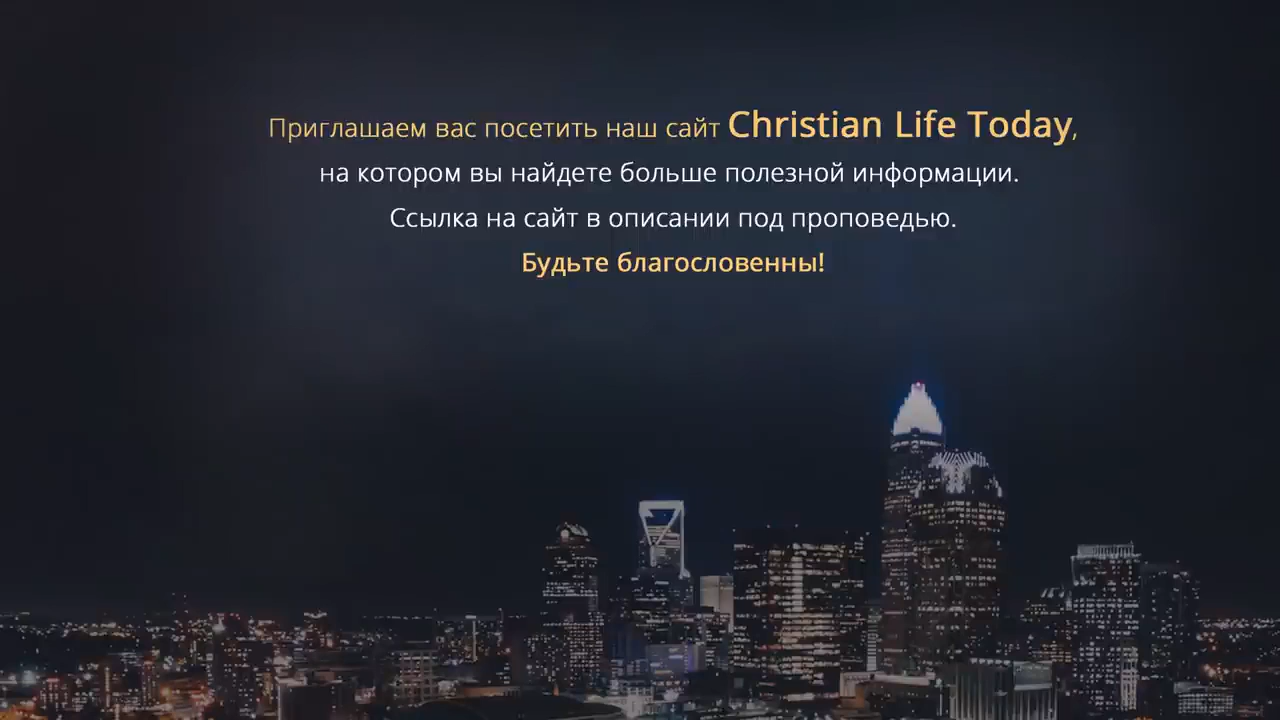 Приглашаем вас посетить наш сайт Christian Life Today,
на котором вы найдете больше полезной информации.
Ссылка на сайт в описании под проповедью.
Будьте благословенны!